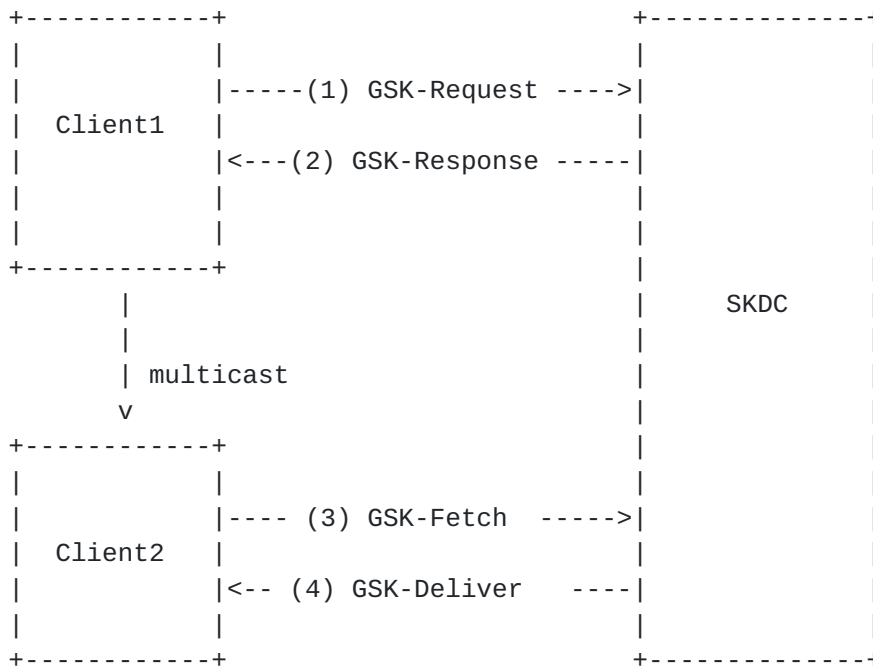 +------------+                     +------------+
|            |                     |            |
|            |-----(1) GSK-Request ---->|            |
|  Client1   |                     |            |
|            |<---(2) GSK-Response -----|            |
|            |                     |            |
|            |                     |            |
+------------+                     |            |
|                          |    SKDC    |
|                          |            |
| multicast                |            |
v                          |            |
+------------+                     |            |
|            |                     |            |
|            |---- (3) GSK-Fetch  ----->|            |
|  Client2   |                     |            |
|            |<-- (4) GSK-Deliver   ----|            |
|            |                     |            |
+------------+                     +------------+